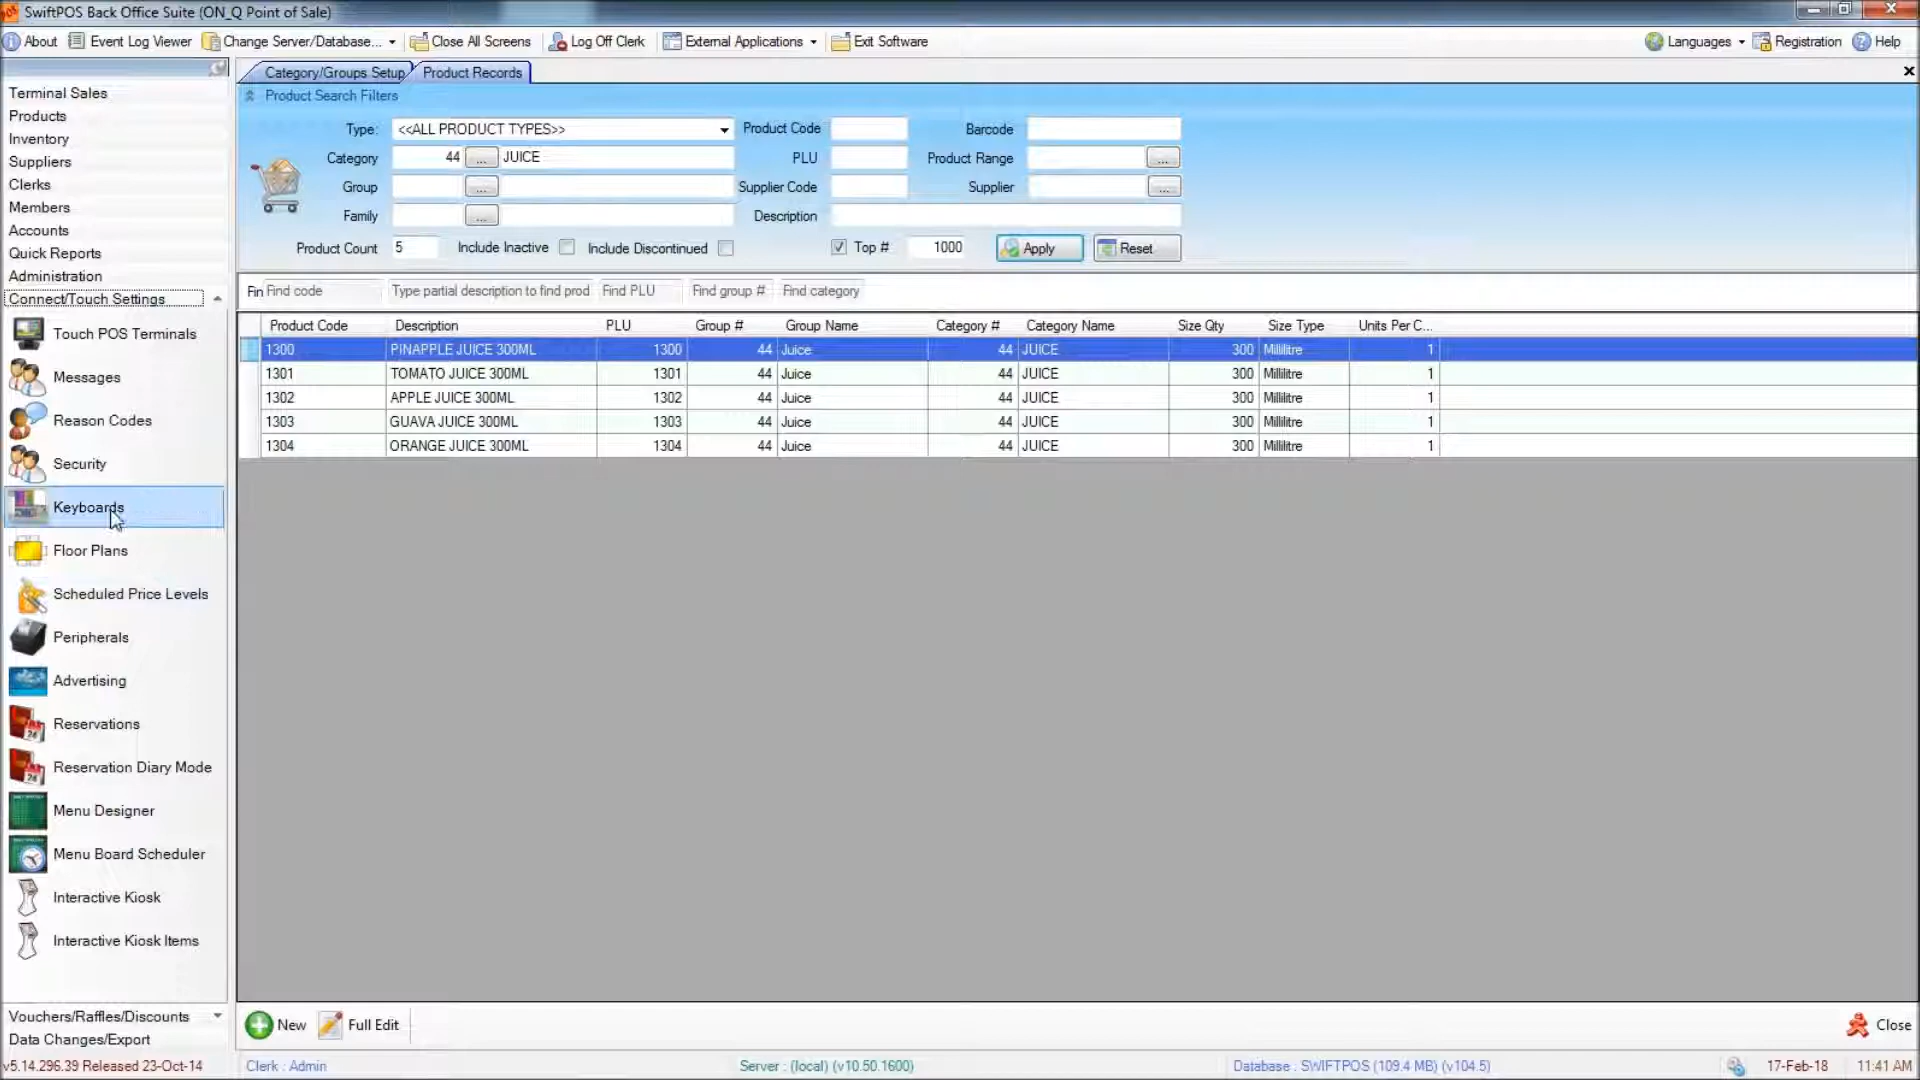 SwiftPOS Back Office Suite (ON_Q Point of Sale)
About Event Log Viewer Change Server/Database... Close All Screens Log Off Clerk External Applications Exit Software Languages Registration Help
Category/Groups Setup Product Records
Product Search Filters
Type: <<ALL PRODUCT TYPES>> Product Code Barcode
Category 44 ... JUICE PLU Product Range ...
Group ... Supplier Code Supplier ...
Family ... Description
Product Count 5 Include Inactive Include Discontinued Top # 1000 Apply Reset
Fin Find code Type partial description to find prod Find PLU Find group # Find category
Product Code Description PLU Group # Group Name Category # Category Name Size Qty Size Type Units Per C...
1300 PINAPPLE JUICE 300ML 1300 44 Juice 44 JUICE 300 Millilitre 1
1301 TOMATO JUICE 300ML 1301 44 Juice 44 JUICE 300 Millilitre 1
1302 APPLE JUICE 300ML 1302 44 Juice 44 JUICE 300 Millilitre 1
1303 GUAVA JUICE 300ML 1303 44 Juice 44 JUICE 300 Millilitre 1
1304 ORANGE JUICE 300ML 1304 44 Juice 44 JUICE 300 Millilitre 1
Terminal Sales
Products
Inventory
Suppliers
Clerks
Members
Accounts
Quick Reports
Administration
Connect/Touch Settings
Touch POS Terminals
Messages
Reason Codes
Security
Keyboards
Floor Plans
Scheduled Price Levels
Peripherals
Advertising
Reservations
Reservation Diary Mode
Menu Designer
Menu Board Scheduler
Interactive Kiosk
Interactive Kiosk Items
Vouchers/Raffles/Discounts
Data Changes/Export
New Full Edit Close
v5.14.296.39 Released 23-Oct-14 Clerk : Admin Server : (local) (v10.50.1600) Database : SWIFTPOS (109.4 MB) (v104.5) 17-Feb-18 11:41 AM